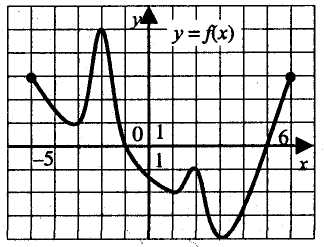 y y = f(x)
0 1
-5 1 6 x